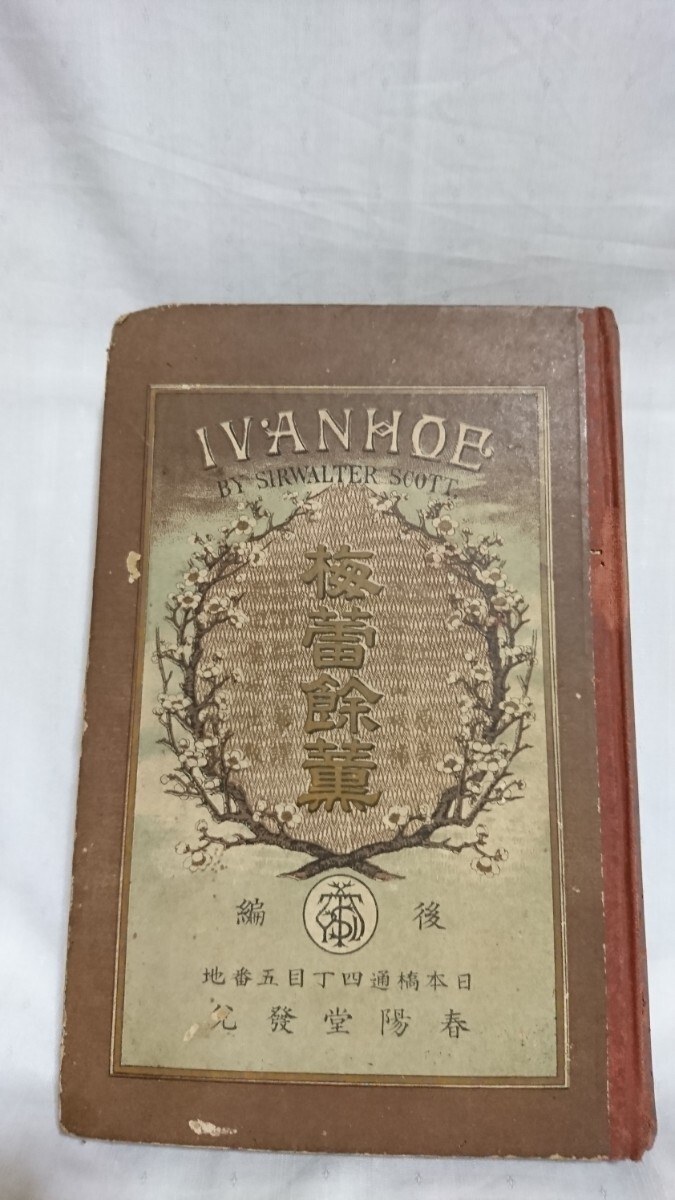 IVANHOE
BY SIRWALTER SCOTT.
梅蕾餘薫
後編
日本橋通四丁目五番地
春陽堂發兌